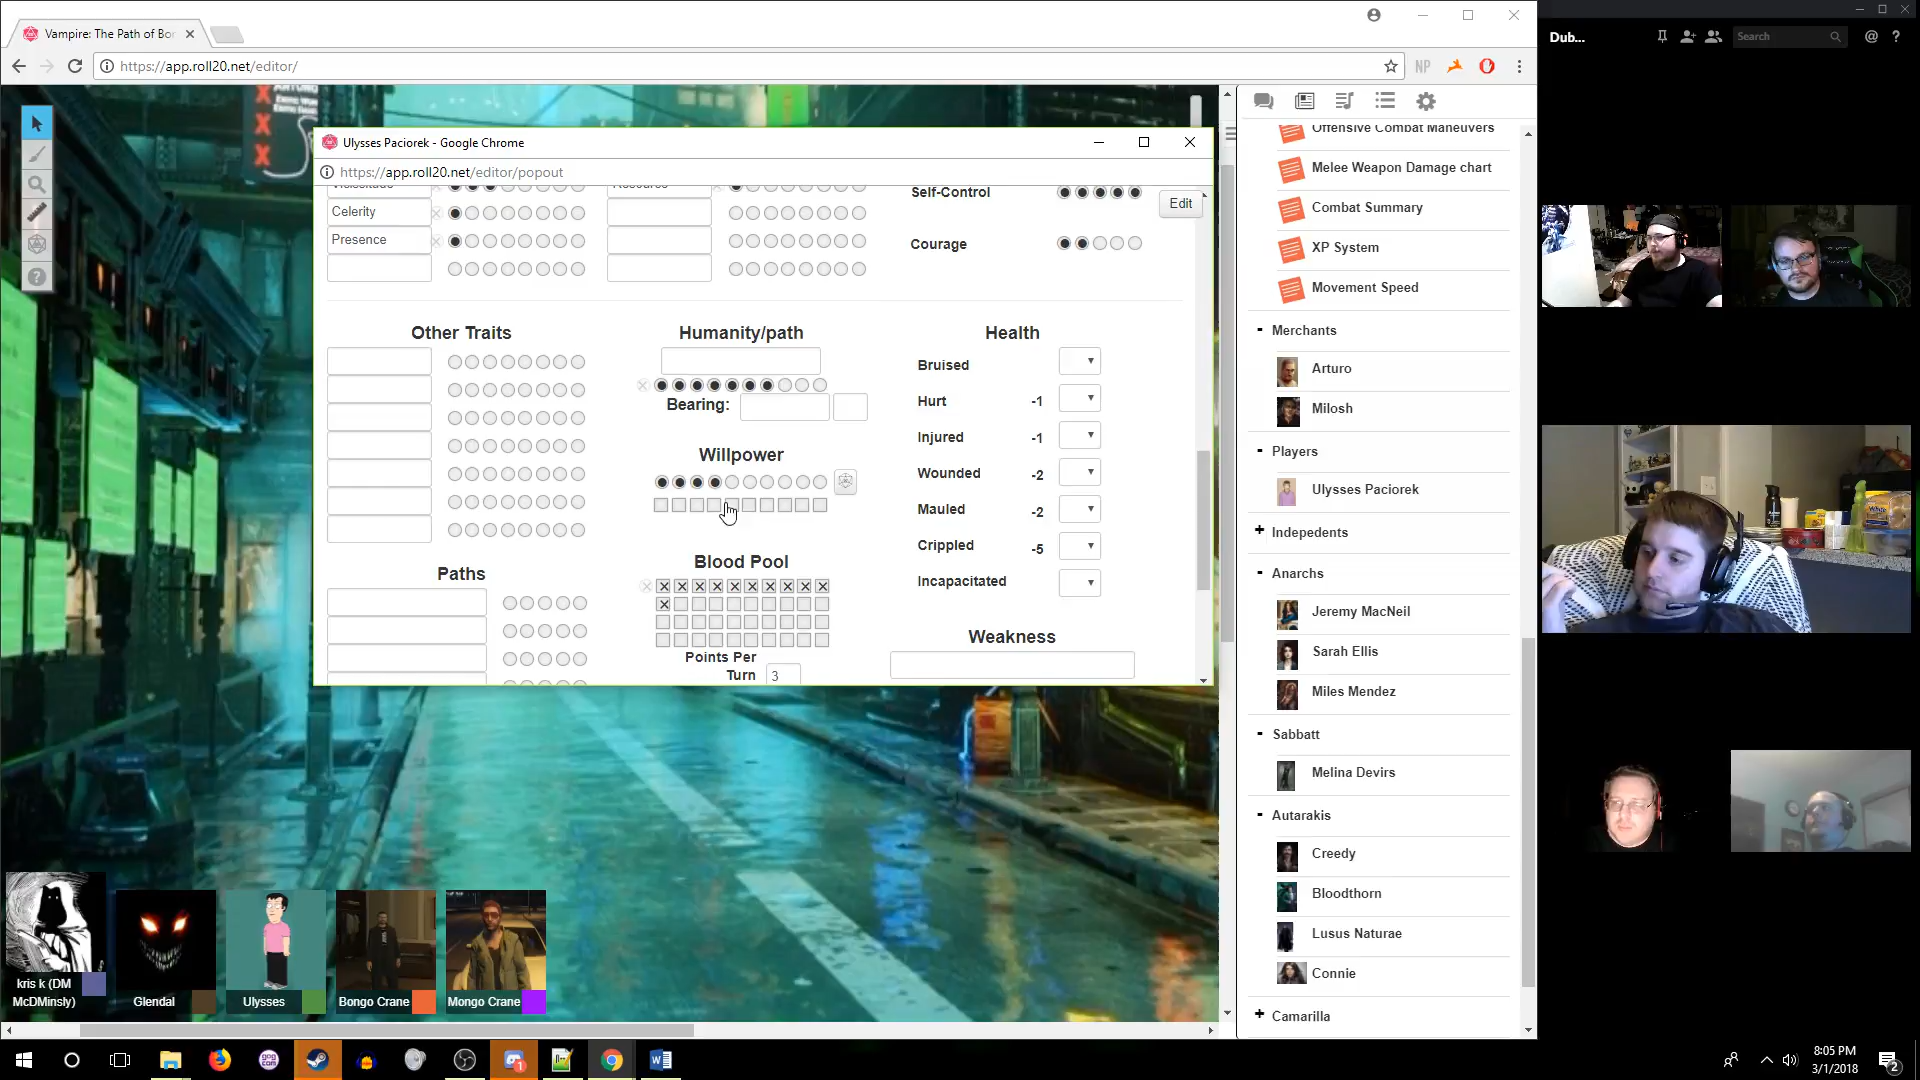 Vampire: The Path of Bor
https://app.roll20.net/editor/
NP
Ulysses Paciorek - Google Chrome
https://app.roll20.net/editor/popout
Edit
Celerity
Presence
Self-Control
Courage
Other Traits
Humanity/path
Bearing:
Willpower
Blood Pool
Points Per
Turn 3
Paths
Health
Bruised
Hurt -1
Injured -1
Wounded -2
Mauled -2
Crippled -5
Incapacitated
Weakness
Offensive Combat Maneuvers
Melee Weapon Damage chart
Combat Summary
XP System
Movement Speed
- Merchants
Arturo
Milosh
- Players
Ulysses Paciorek
+ Indepedents
- Anarchs
Jeremy MacNeil
Sarah Ellis
Miles Mendez
- Sabbatt
Melina Devirs
- Autarakis
Creedy
Bloodthorn
Lusus Naturae
Connie
+ Camarilla
Dub...
Search
kris k (DM
McDMinsly)
Glendal
Ulysses
Bongo Crane
Mongo Crane
8:05 PM
3/1/2018
2
1